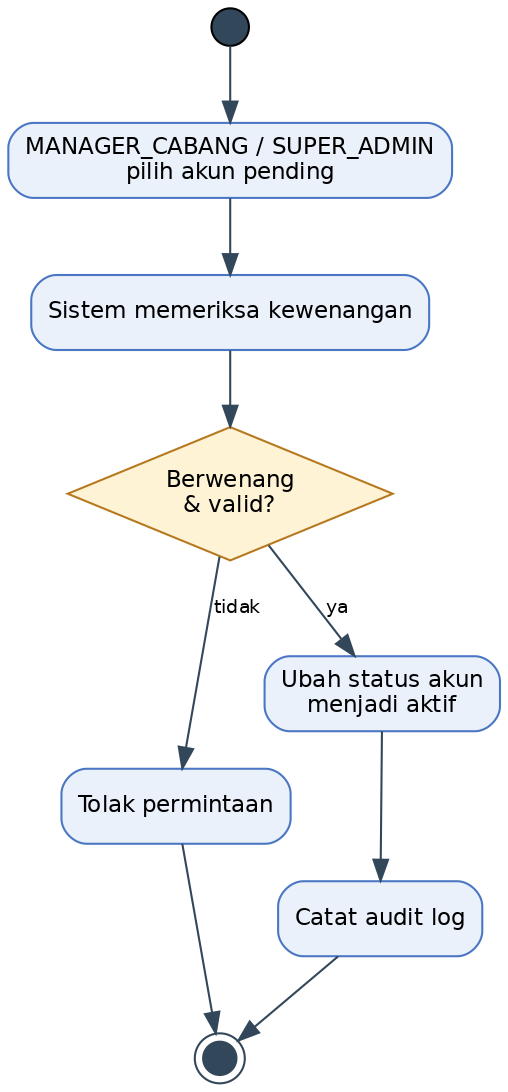 MANAGER_CABANG / SUPER_ADMIN
pilih akun pending
Sistem memeriksa kewenangan
Berwenang
& valid?
tidak
ya
Ubah status akun
menjadi aktif
Tolak permintaan
Catat audit log